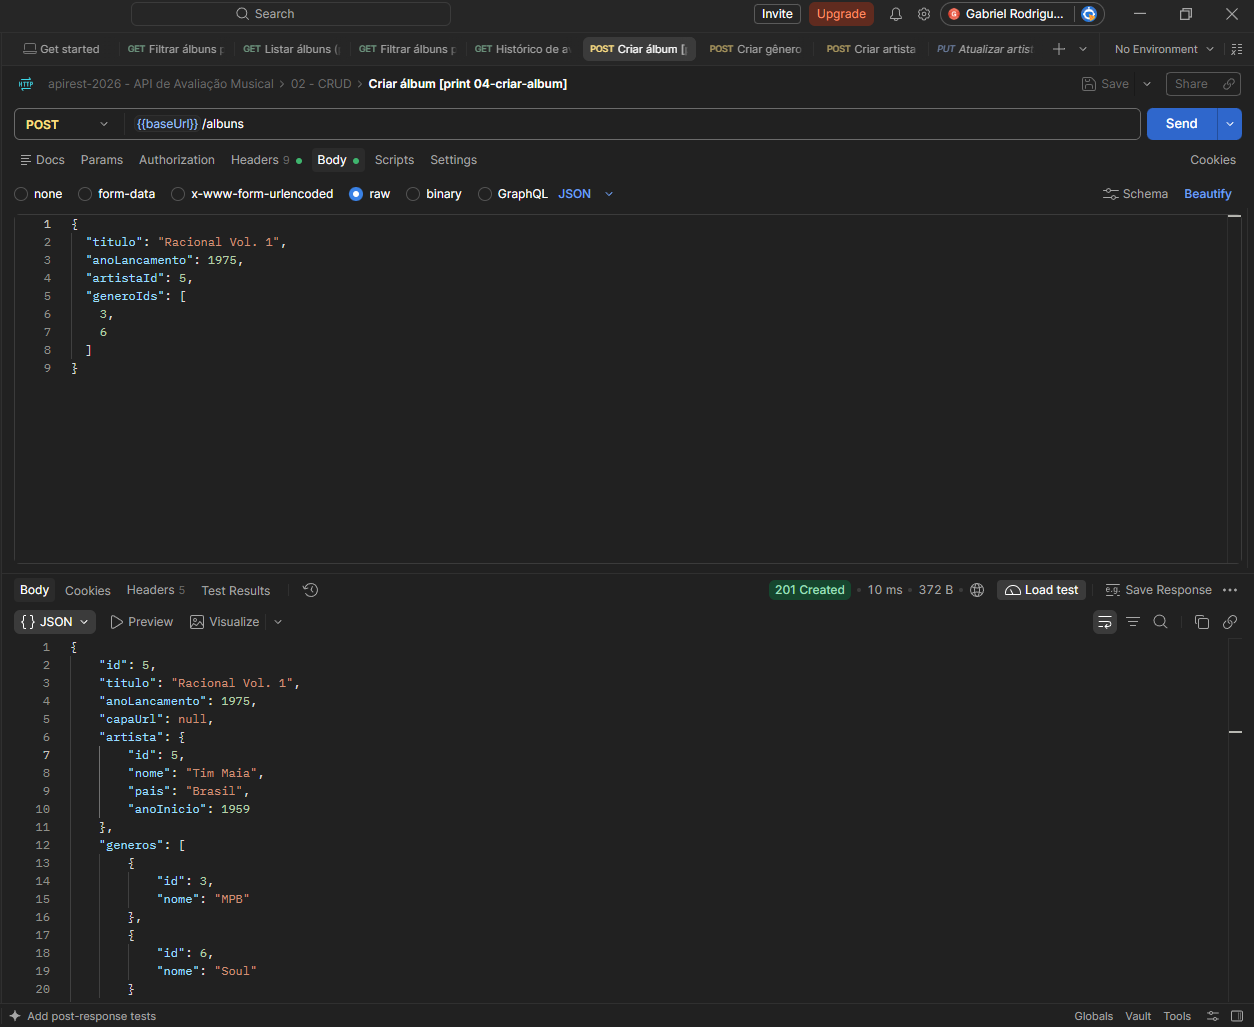 Search
Invite
Upgrade
Gabriel Rodrigu...
Get started
GET Filtrar álbuns p
GET Listar álbuns (p
GET Filtrar álbuns p
GET Histórico de av
POST Criar álbum [p
POST Criar gênero
POST Criar artista
PUT Atualizar artist
No Environment
HTTP
apirest-2026 - API de Avaliação Musical > 02 - CRUD > Criar álbum [print 04-criar-album]
Save
Share
POST
{{baseUrl}} /albuns
Send
Docs
Params
Authorization
Headers 9
Body
Scripts
Settings
Cookies
none
form-data
x-www-form-urlencoded
raw
binary
GraphQL
JSON
Schema
Beautify
1 {
2 "titulo": "Racional Vol. 1",
3 "anoLancamento": 1975,
4 "artistaId": 5,
5 "generoIds": [
6 3,
7 6
8 ]
9 }
Body
Cookies
Headers 5
Test Results
201 Created
10 ms
372 B
Load test
e.g. Save Response
{} JSON
Preview
Visualize
1 {
2 "id": 5,
3 "titulo": "Racional Vol. 1",
4 "anoLancamento": 1975,
5 "capaUrl": null,
6 "artista": {
7 "id": 5,
8 "nome": "Tim Maia",
9 "pais": "Brasil",
10 "anoInicio": 1959
11 },
12 "generos": [
13 {
14 "id": 3,
15 "nome": "MPB"
16 },
17 {
18 "id": 6,
19 "nome": "Soul"
20 }
Add post-response tests
Globals
Vault
Tools